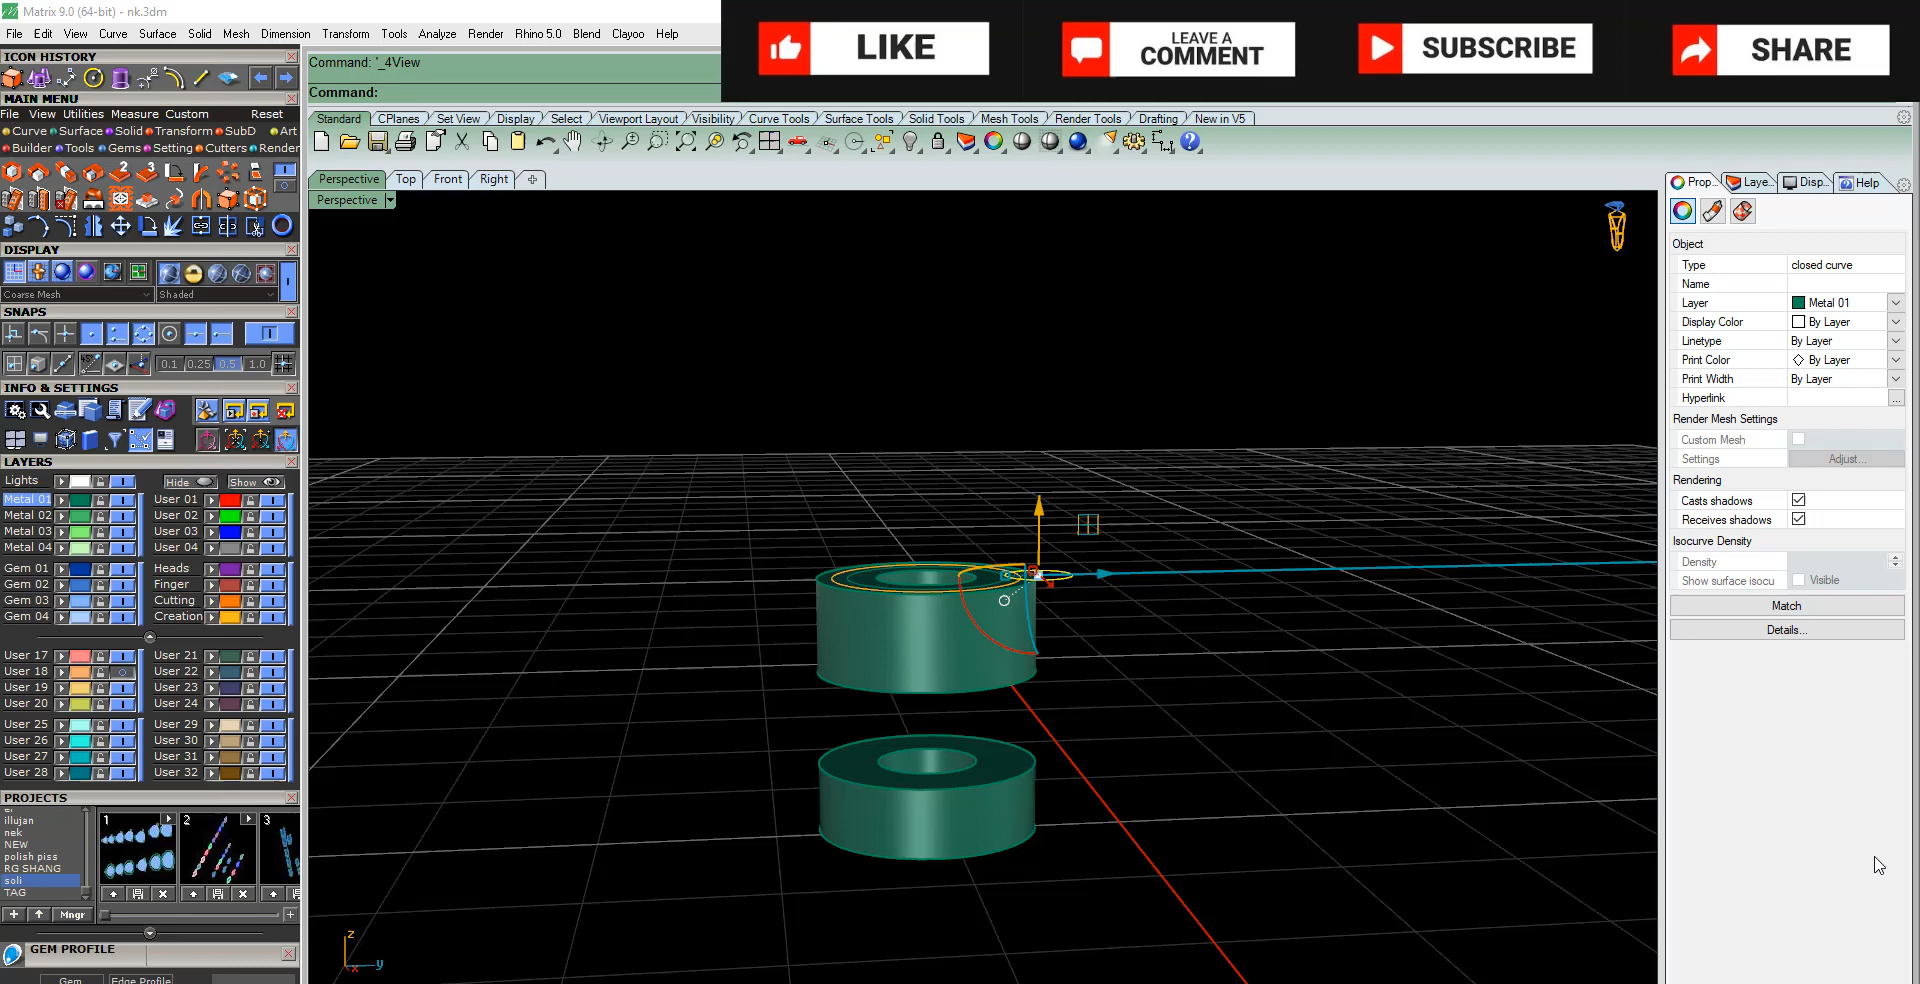 Matrix 9.0 (64-bit) - nk.3dm
File Edit View Curve Surface Solid Mesh Dimension Transform Tools Analyze Render Rhino 5.0 Blend Clayoo Help
LIKE
LEAVE A
COMMENT
SUBSCRIBE
SHARE
ICON HISTORY
Command: '_4View
Command:
MAIN MENU
File View Utilities Measure Custom Reset
Curve Surface Solid Transform SubD Art
Builder Tools Gems Setting Cutters Render
Standard CPlanes Set View Display Select Viewport Layout Visibility Curve Tools Surface Tools Solid Tools Mesh Tools Render Tools Drafting New in V5
Perspective Top Front Right
Perspective
DISPLAY
Coarse Mesh Shaded
SNAPS
0.1 0.25 0.5 1.0
INFO & SETTINGS
LAYERS
Lights Hide Show
Metal 01 User 01
Metal 02 User 02
Metal 03 User 03
Metal 04 User 04
Gem 01 Heads
Gem 02 Finger
Gem 03 Cutting
Gem 04 Creation
User 17 User 21
User 18 User 22
User 19 User 23
User 20 User 24
User 25 User 29
User 26 User 30
User 27 User 31
User 28 User 32
PROJECTS
illujan
nek
NEW
polish piss
RG SHANG
soli
TAG
1 2 3
Mngr
GEM PROFILE
Gem Edge Profile
z
x y
Prop... Laye... Disp... Help
Object
Type closed curve
Name
Layer Metal 01
Display Color By Layer
Linetype By Layer
Print Color By Layer
Print Width By Layer
Hyperlink ...
Render Mesh Settings
Custom Mesh
Settings Adjust...
Rendering
Casts shadows
Receives shadows
Isocurve Density
Density
Show surface isocu Visible
Match
Details...